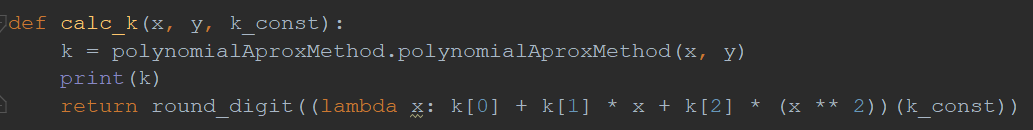 def calc_k(x, y, k_const):
    k = polynomialAproxMethod.polynomialAproxMethod(x, y)
    print(k)
    return round_digit((lambda x: k[0] + k[1] * x + k[2] * (x ** 2))(k_const))